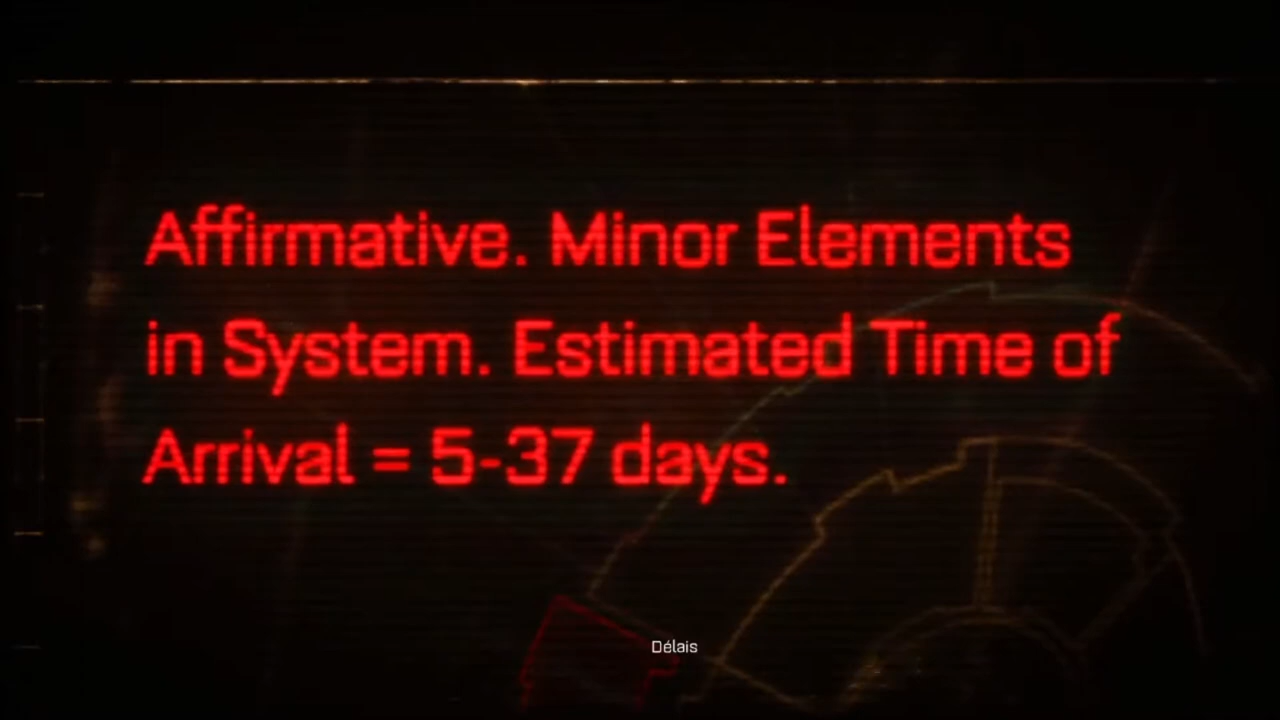 Affirmative. Minor Elements
in System. Estimated Time of
Arrival = 5-37 days.
Délais